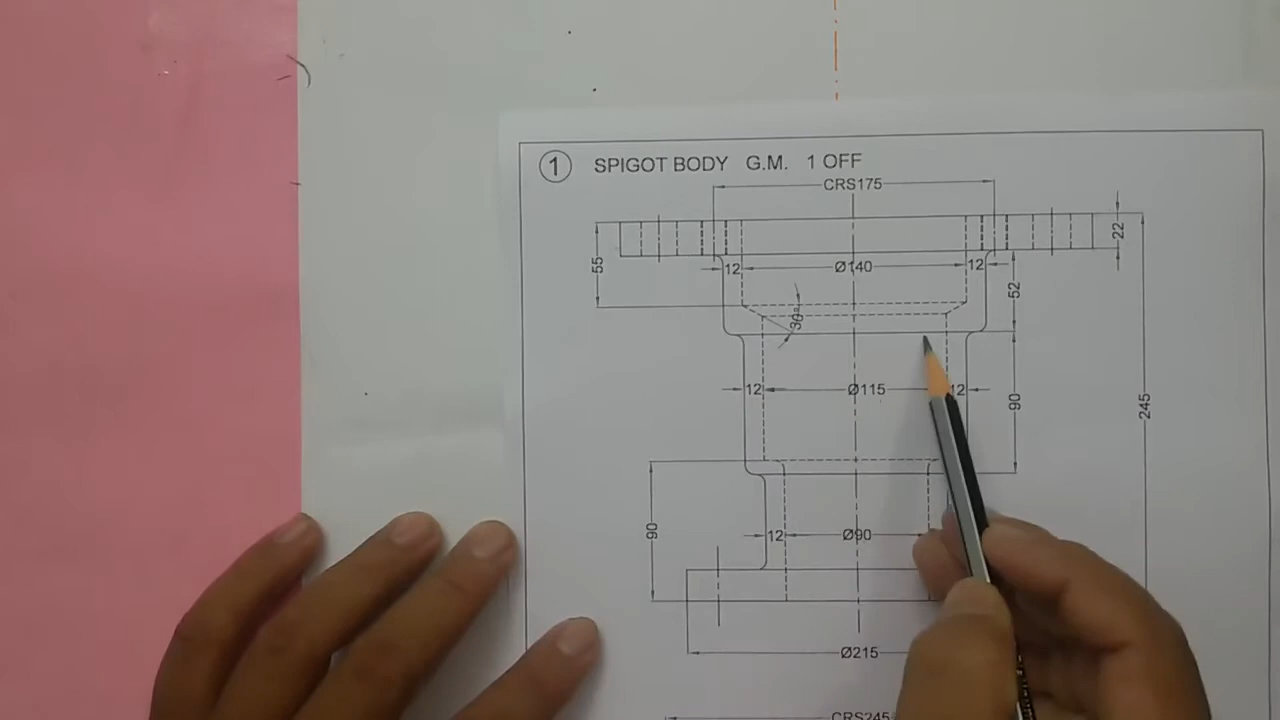 1 SPIGOT BODY G.M. 1 OFF
CRS175
22
55
12 Ø140 12
52
30°
12 Ø115 12
90
245
90
12 Ø90
Ø215
CRS245